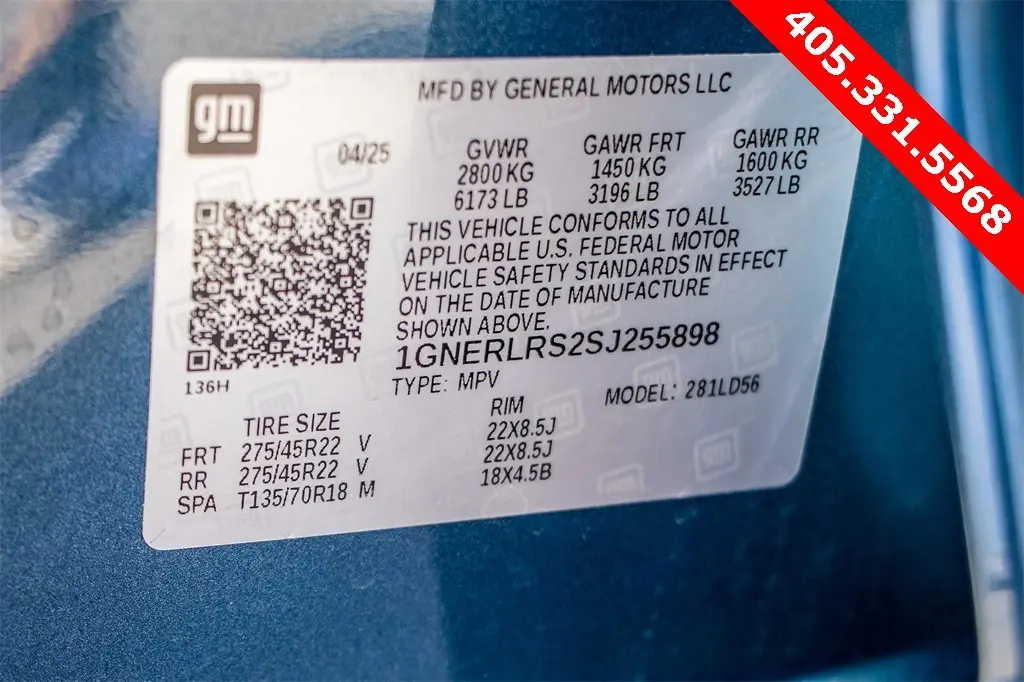 405.331.5568
gm
MFD BY GENERAL MOTORS LLC
04/25
GVWR GAWR FRT GAWR RR
2800 KG 1450 KG 1600 KG
6173 LB 3196 LB 3527 LB
THIS VEHICLE CONFORMS TO ALL
APPLICABLE U.S. FEDERAL MOTOR
VEHICLE SAFETY STANDARDS IN EFFECT
ON THE DATE OF MANUFACTURE
SHOWN ABOVE.
1GNERLRS2SJ255898
136H
TYPE: MPV MODEL: 281LD56
TIRE SIZE RIM
FRT 275/45R22 V 22X8.5J
RR 275/45R22 V 22X8.5J
SPA T135/70R18 M 18X4.5B